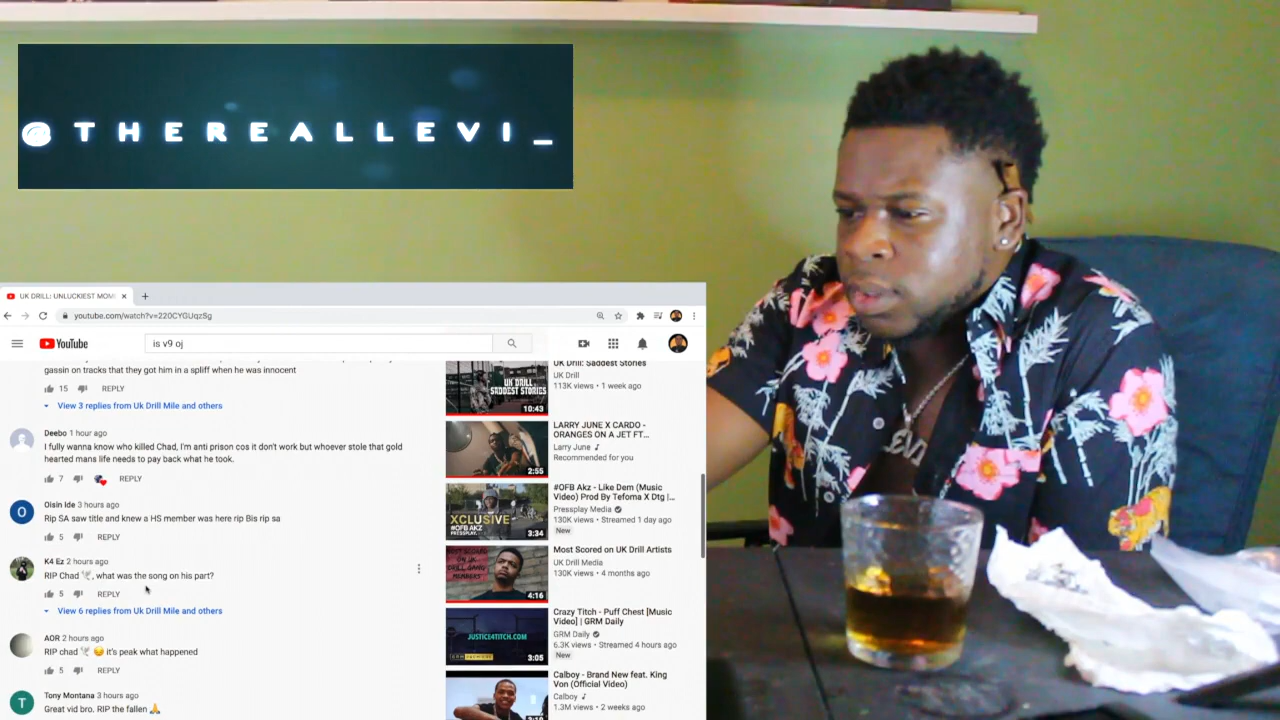 @THEREALLEVI_
UK DRILL: UNLUCKIEST MOM
youtube.com/watch?v=220CYGUqzSg
YouTube
is v9 oj
gassin on tracks that they got him in a spliff when he was innocent
15 REPLY
View 3 replies from Uk Drill Mile and others
Deebo 1 hour ago
I fully wanna know who killed Chad, I'm anti prison cos it don't work but whoever stole that gold
hearted mans life needs to pay back what he took.
7 REPLY
O
Oisin Ide 3 hours ago
Rip SA saw title and knew a HS member was here rip Bis rip sa
5 REPLY
K4 Ez 2 hours ago
RIP Chad 🕊, what was the song on his part?
5 REPLY
View 6 replies from Uk Drill Mile and others
AOR 2 hours ago
RIP chad 🕊 😔 it's peak what happened
5 REPLY
T
Tony Montana 3 hours ago
Great vid bro. RIP the fallen 🙏
UK Drill: Saddest Stories
UK Drill
113K views • 1 week ago
UK DRILL
SADDEST STORIES
10:43
LARRY JUNE X CARDO -
ORANGES ON A JET FT...
Larry June ♪
Recommended for you
2:55
#OFB Akz - Like Dem (Music
Video) Prod By Tefoma X Dtg |...
Pressplay Media
130K views • Streamed 1 day ago
New
XCLUSIVE
#OFB AKZ
3:34
Most Scored on UK Drill Artists
UK Drill Media
130K views • 4 months ago
4:16
Crazy Titch - Puff Chest [Music
Video] | GRM Daily
GRM Daily
6.3K views • Streamed 4 hours ago
New
JUSTICE4TITCH.COM
3:05
Calboy - Brand New feat. King
Von (Official Video)
Calboy ♪
1.3M views • 2 weeks ago